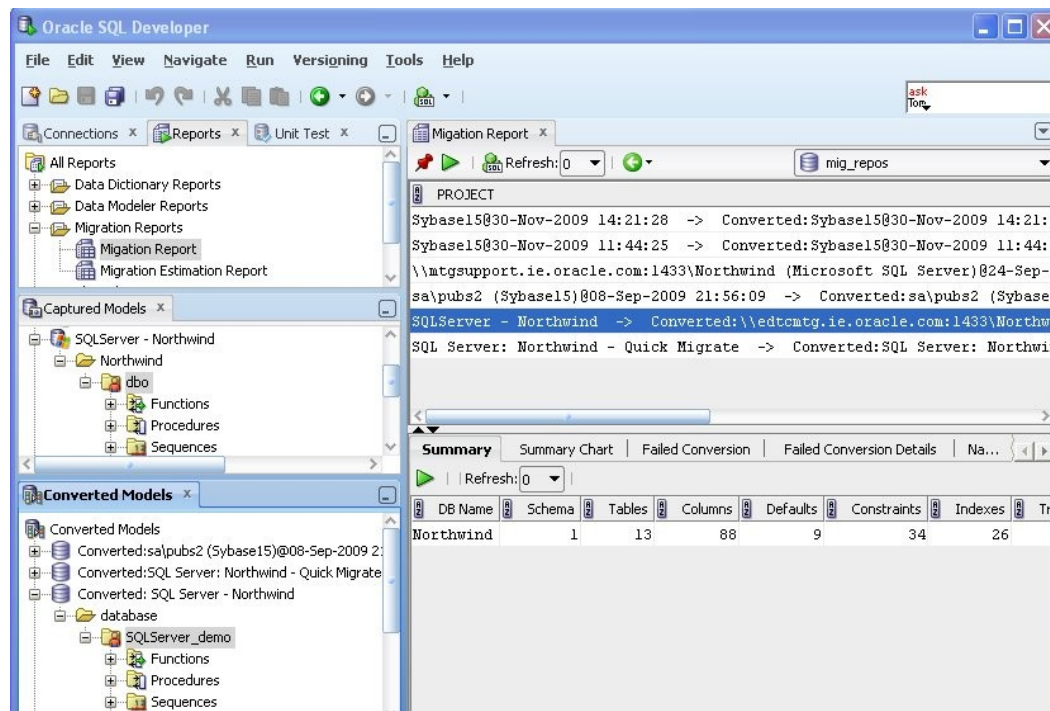 Oracle SQL Developer
File Edit View Navigate Run Versioning Tools Help
SQL
ask
Tom
Connections x Reports x Unit Test x
All Reports
Data Dictionary Reports
Data Modeler Reports
Migration Reports
Migation Report
Migration Estimation Report
Captured Models x
SQLServer - Northwind
Northwind
dbo
Functions
Procedures
Sequences
Converted Models x
Converted Models
Converted:sa\pubs2 (Sybase15)@08-Sep-2009 2
Converted:SQL Server: Northwind - Quick Migrate
Converted: SQL Server - Northwind
database
SQLServer_demo
Functions
Procedures
Sequences
Migation Report x
SQL Refresh: 0 mig_repos
PROJECT
Sybase15@30-Nov-2009 14:21:28 -> Converted:Sybase15@30-Nov-2009 14:21:
Sybase15@30-Nov-2009 11:44:25 -> Converted:Sybase15@30-Nov-2009 11:44:
\\mtgsupport.ie.oracle.com:1433\Northwind (Microsoft SQL Server)@24-Sep-
sa\pubs2 (Sybase15)@08-Sep-2009 21:56:09 -> Converted:sa\pubs2 (Sybase
SQLServer - Northwind -> Converted:\\edtcmtg.ie.oracle.com:1433\Northw
SQL Server: Northwind - Quick Migrate -> Converted:SQL Server: Northwi
Summary Summary Chart Failed Conversion Failed Conversion Details Na...
Refresh: 0
DB Name Schema Tables Columns Defaults Constraints Indexes Tr
Northwind 1 13 88 9 34 26